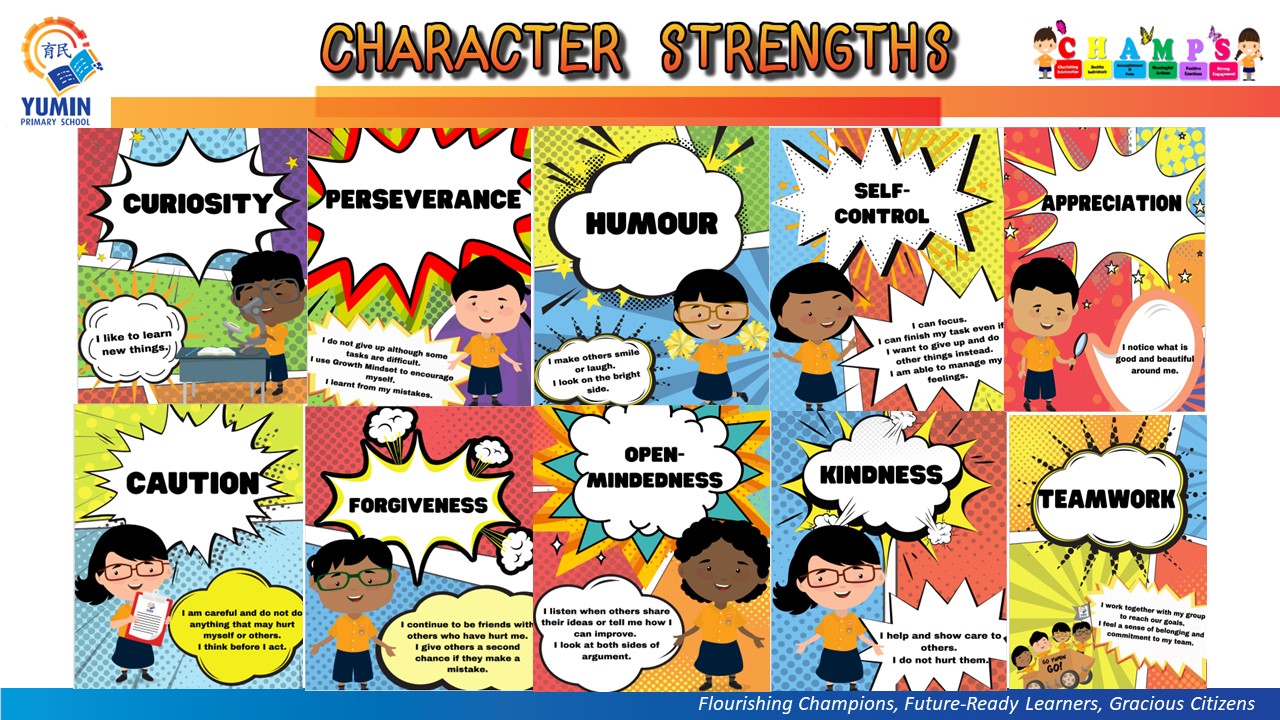 育民
YUMIN
PRIMARY SCHOOL
CHARACTER STRENGTHS
CHAMPS
CURIOSITY
I like to learn
new things.
PERSEVERANCE
I do not give up although some
tasks are difficult.
I use Growth Mindset to encourage
myself.
I learnt from my mistakes.
HUMOUR
I make others smile
or laugh.
I look on the bright
side.
SELF-
CONTROL
I can focus.
I can finish my task even if
I want to give up and do
other things instead.
I am able to manage my
feelings.
APPRECIATION
I notice what is
good and beautiful
around me.
CAUTION
I am careful and do not do
anything that may hurt
myself or others.
I think before I act.
FORGIVENESS
I continue to be friends with
others who have hurt me.
I give others a second
chance if they make a
mistake.
OPEN-
MINDEDNESS
I listen when others share
their ideas or tell me how I
can improve.
I look at both sides of
argument.
KINDNESS
I help and show care to
others.
I do not hurt them.
TEAMWORK
I work together with my group
to reach our goals.
I feel a sense of belonging and
commitment to my team.
GO YUMIN
GO!
Flourishing Champions, Future-Ready Learners, Gracious Citizens